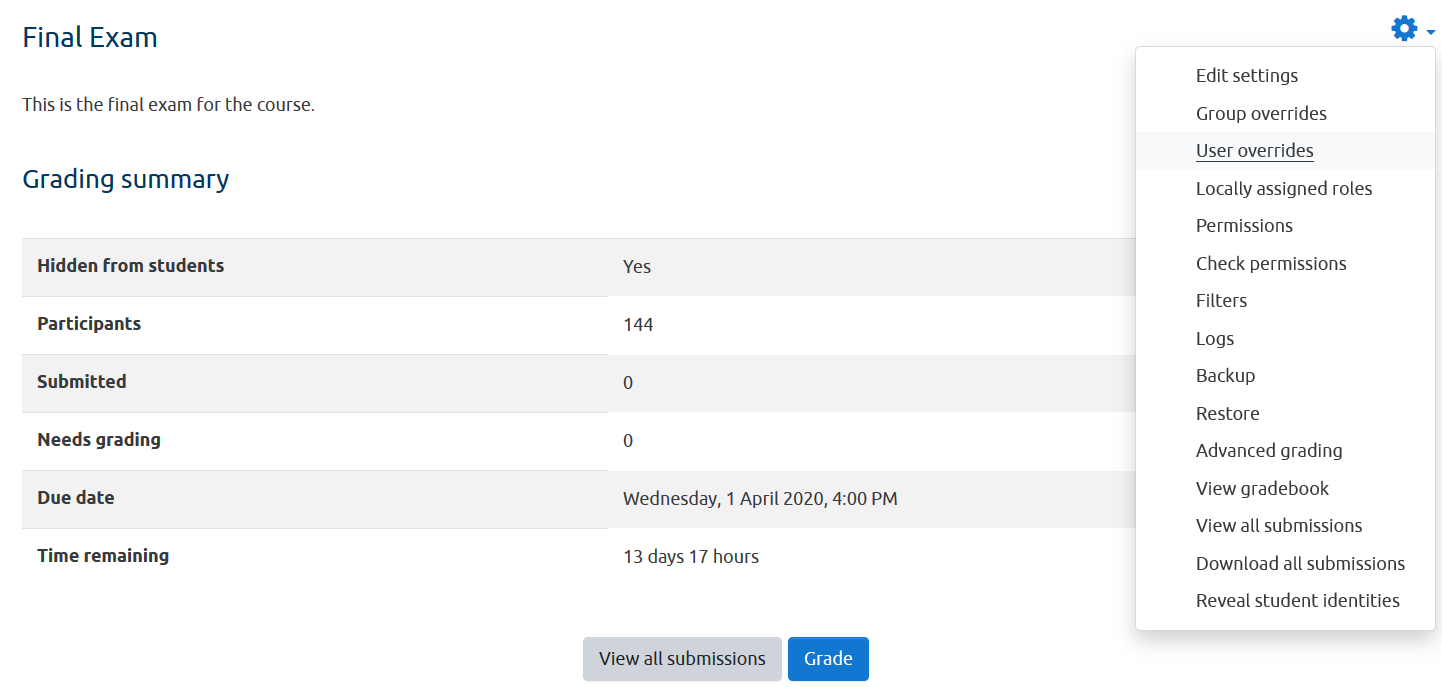 Final Exam
This is the final exam for the course.
Grading summary
Hidden from students Yes
Participants 144
Submitted 0
Needs grading 0
Due date Wednesday, 1 April 2020, 4:00 PM
Time remaining 13 days 17 hours
View all submissions Grade
Edit settings
Group overrides
User overrides
Locally assigned roles
Permissions
Check permissions
Filters
Logs
Backup
Restore
Advanced grading
View gradebook
View all submissions
Download all submissions
Reveal student identities